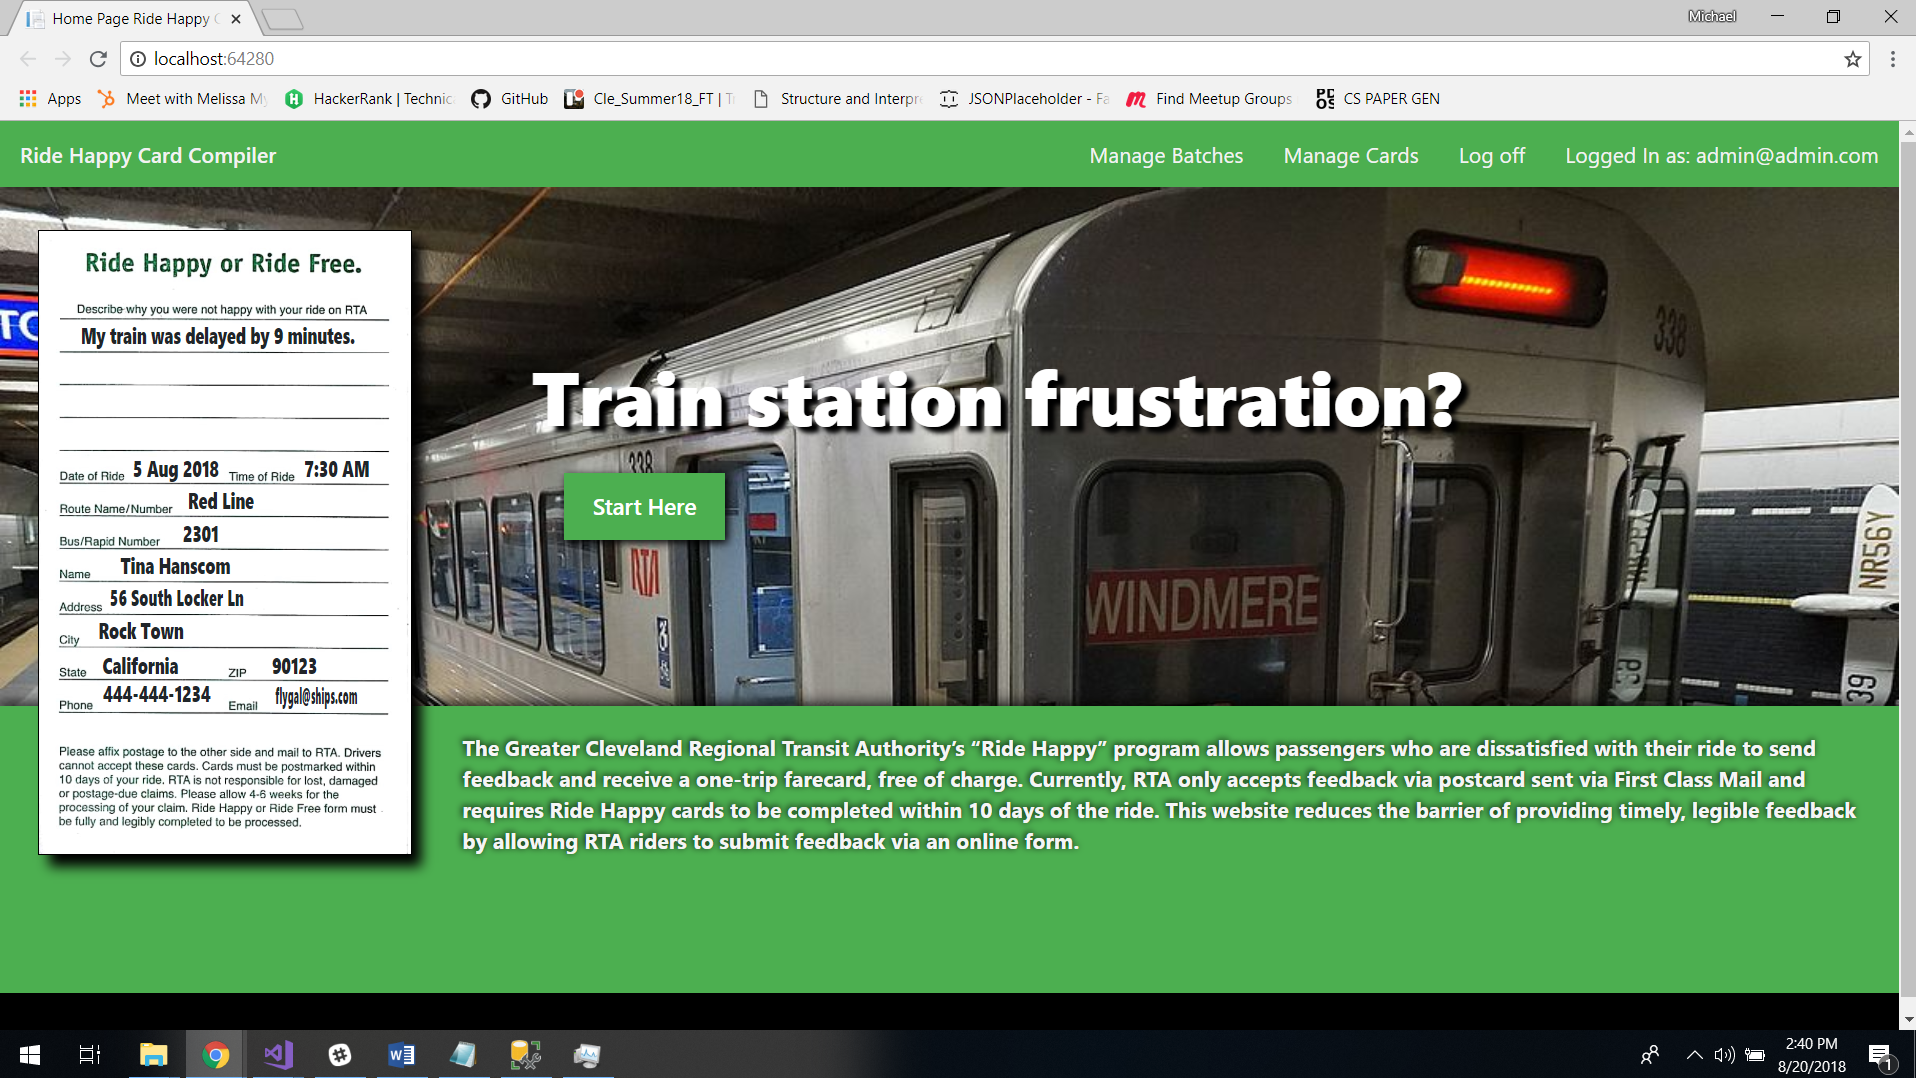 Home Page Ride Happy
Michael
localhost:64280
Apps
Meet with Melissa My
HackerRank | Technic
GitHub
Cle_Summer18_FT | T
Structure and Interpr
JSONPlaceholder - Fa
Find Meetup Groups
PDOS
CS PAPER GEN
Ride Happy Card Compiler
Manage Batches
Manage Cards
Log off
Logged In as: admin@admin.com
Ride Happy or Ride Free.
Describe why you were not happy with your ride on RTA
My train was delayed by 9 minutes.
Date of Ride 5 Aug 2018 Time of Ride 7:30 AM
Route Name/Number Red Line
Bus/Rapid Number 2301
Name Tina Hanscom
Address 56 South Locker Ln
City Rock Town
State California ZIP 90123
Phone 444-444-1234 Email flygal@ships.com
Please affix postage to the other side and mail to RTA. Drivers
cannot accept these cards. Cards must be postmarked within
10 days of your ride. RTA is not responsible for lost, damaged
or postage-due claims. Please allow 4-6 weeks for the
processing of your claim. Ride Happy or Ride Free form must
be fully and legibly completed to be processed.
TO
338
338
Train station frustration?
Start Here
RTA
WINDMERE
NR56Y
39
The Greater Cleveland Regional Transit Authority’s “Ride Happy” program allows passengers who are dissatisfied with their ride to send
feedback and receive a one-trip farecard, free of charge. Currently, RTA only accepts feedback via postcard sent via First Class Mail and
requires Ride Happy cards to be completed within 10 days of the ride. This website reduces the barrier of providing timely, legible feedback
by allowing RTA riders to submit feedback via an online form.
2:40 PM
8/20/2018
1